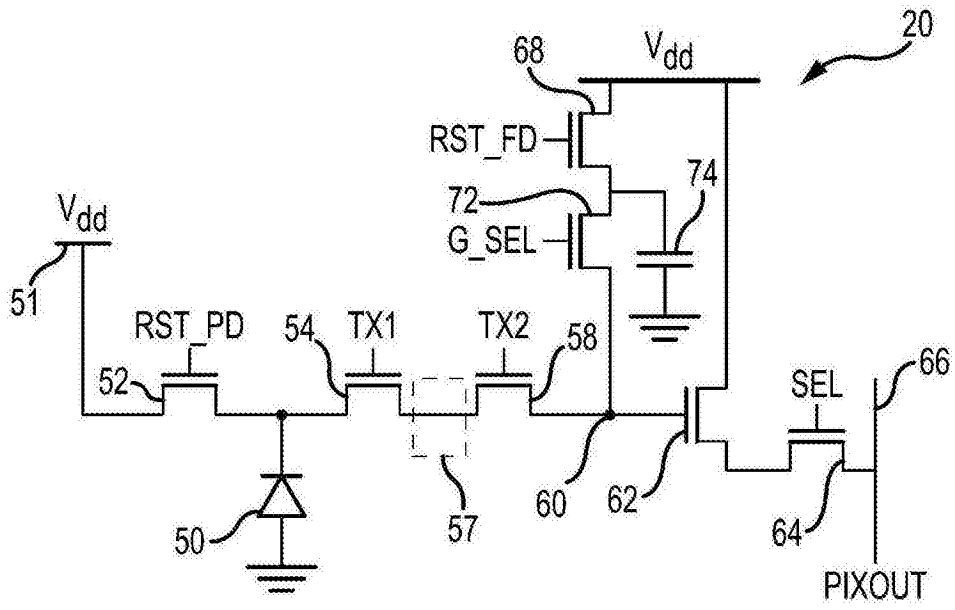 20
Vdd
68
RST_FD
72
74
G_SEL
Vdd
51
RST_PD
54
TX1
TX2
58
52
SEL
66
50
57
60
62
64
PIXOUT